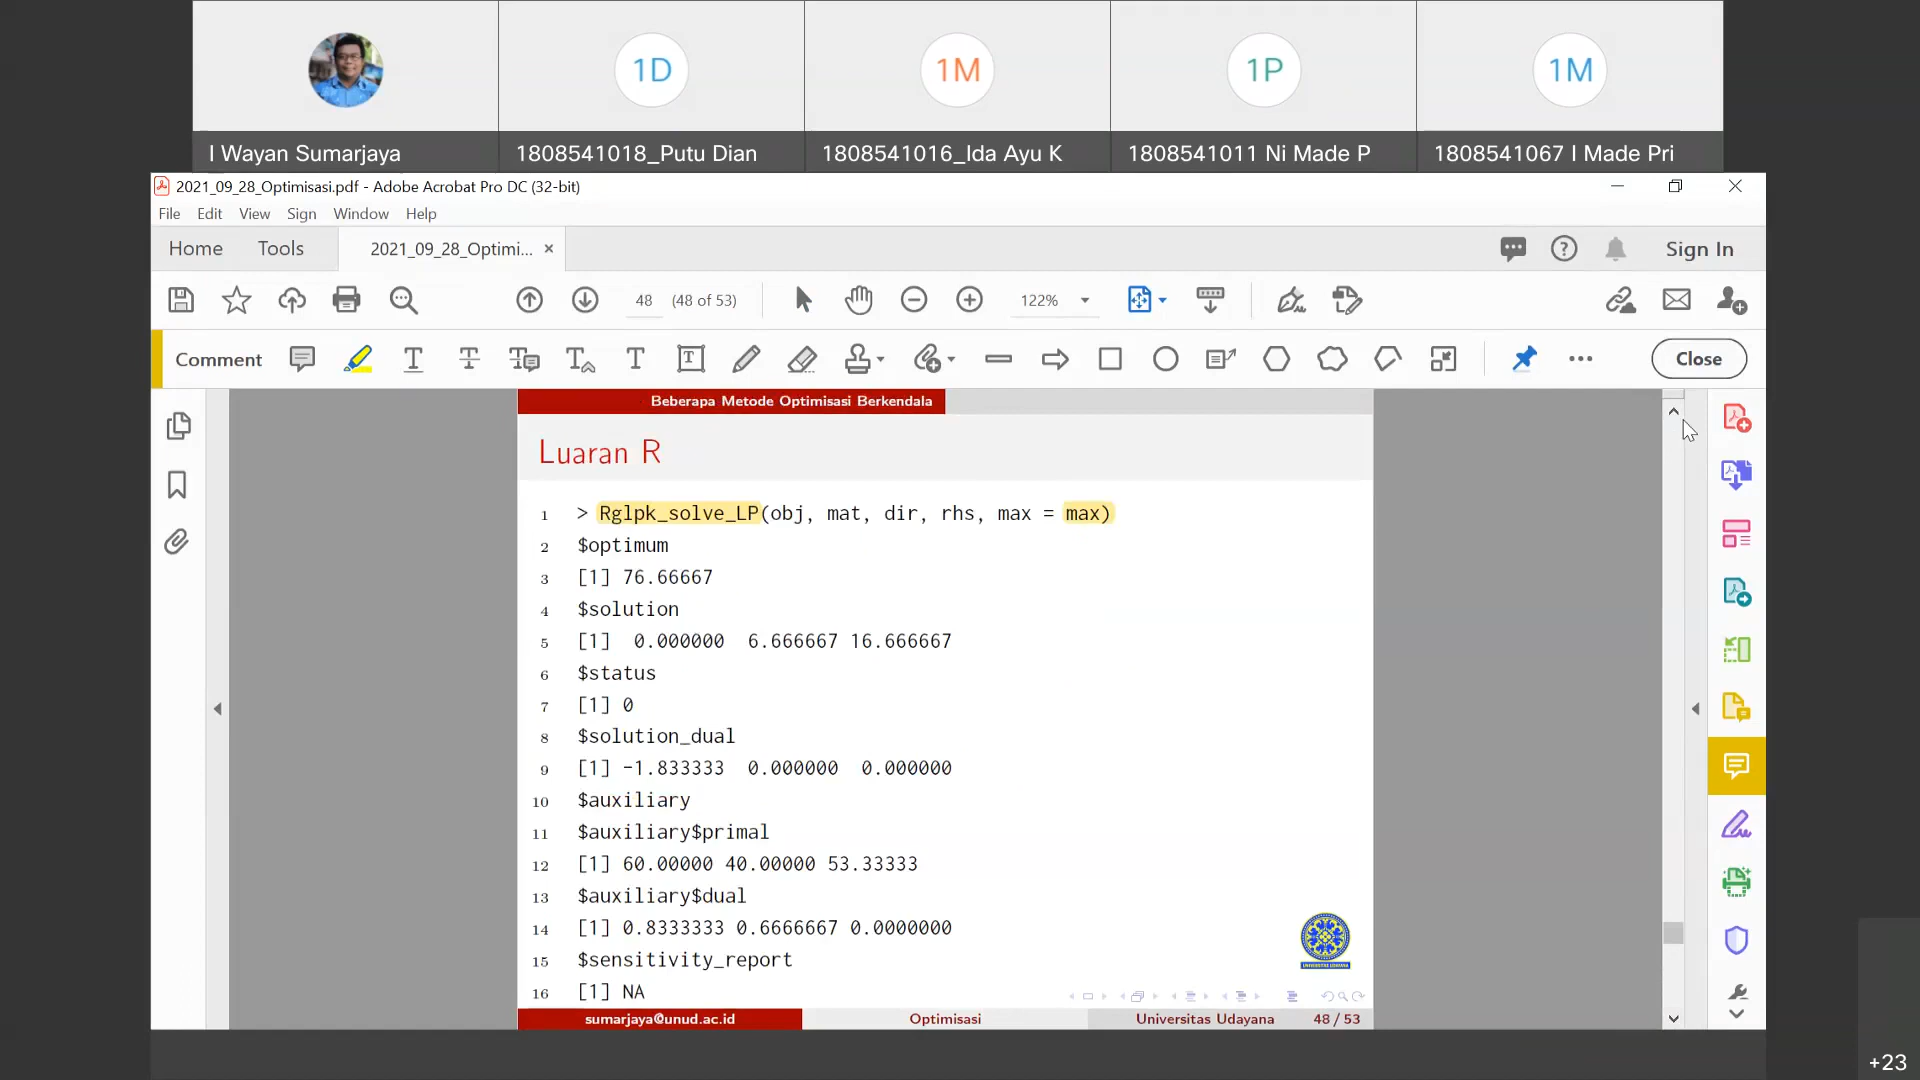 1D
1M
1P
1M
I Wayan Sumarjaya
1808541018_Putu Dian
1808541016_Ida Ayu K
1808541011 Ni Made P
1808541067 I Made Pri
2021_09_28_Optimisasi.pdf - Adobe Acrobat Pro DC (32-bit)
File Edit View Sign Window Help
Home Tools 2021_09_28_Optimi... × Sign In
48 (48 of 53) 122%
Comment Close
Beberapa Metode Optimisasi Berkendala
Luaran R
1 > Rglpk_solve_LP(obj, mat, dir, rhs, max = max)
2 $optimum
3 [1] 76.66667
4 $solution
5 [1] 0.000000 6.666667 16.666667
6 $status
7 [1] 0
8 $solution_dual
9 [1] -1.833333 0.000000 0.000000
10 $auxiliary
11 $auxiliary$primal
12 [1] 60.00000 40.00000 53.33333
13 $auxiliary$dual
14 [1] 0.8333333 0.6666667 0.0000000
15 $sensitivity_report
16 [1] NA
UNIVERSITAS UDAYANA
sumarjaya@unud.ac.id Optimisasi Universitas Udayana 48 / 53
+23